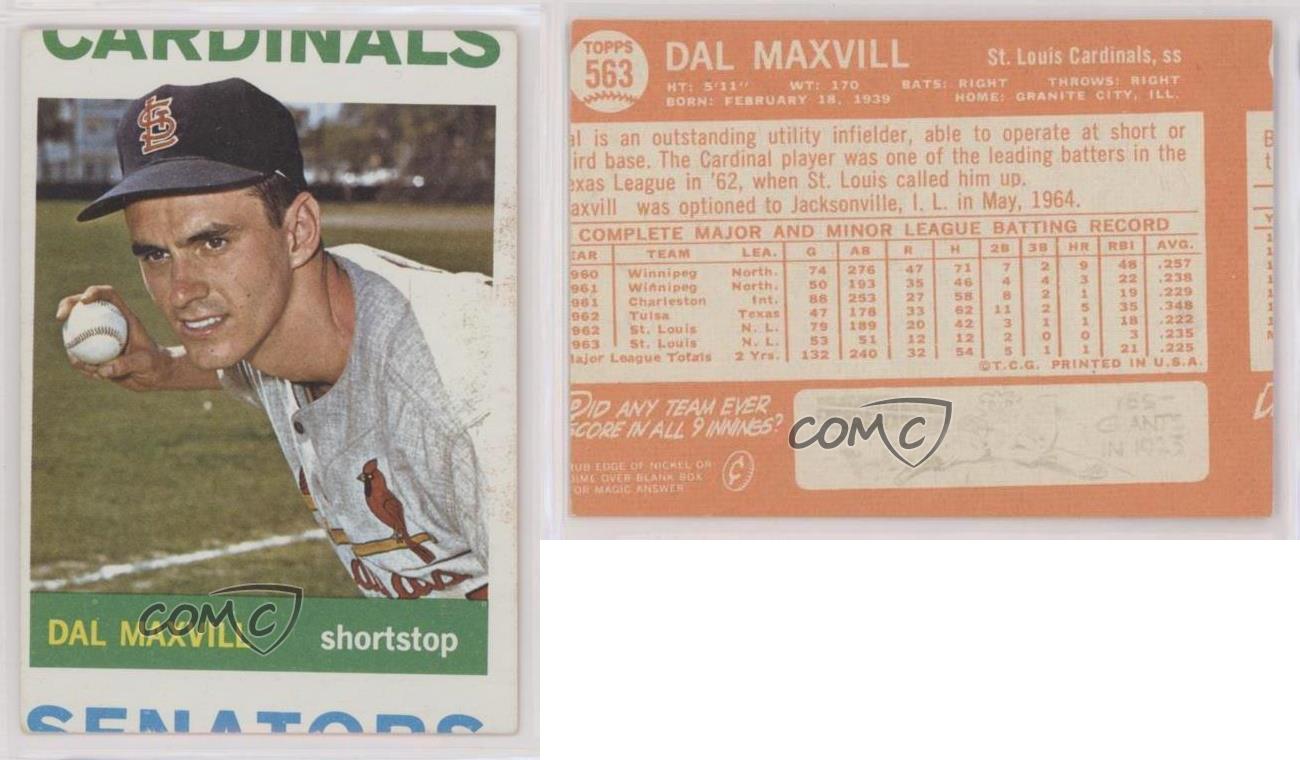 CARDINALS
DAL MAXVILL
shortstop
COMC
SENATORS
TOPPS
563
DAL MAXVILL
St. Louis Cardinals, ss
HT: 5'11" WT: 170 BATS: RIGHT THROWS: RIGHT
BORN: FEBRUARY 18, 1939 HOME: GRANITE CITY, ILL.
al is an outstanding utility infielder, able to operate at short or
ird base. The Cardinal player was one of the leading batters in the
exas League in '62, when St. Louis called him up.
axvill was optioned to Jacksonville, I. L. in May, 1964.
COMPLETE MAJOR AND MINOR LEAGUE BATTING RECORD
EAR TEAM LEA. G AB R H 2B 3B HR RBI AVG.
960 Winnipeg North. 74 276 47 71 7 2 9 48 .257
961 Winnipeg North. 50 193 35 46 4 4 3 22 .238
961 Charleston Int. 88 253 27 58 8 2 1 19 .229
962 Tulsa Texas 47 178 33 62 11 2 5 35 .348
962 St. Louis N. L. 79 189 20 42 3 1 1 18 .222
963 St. Louis N. L. 53 51 12 12 2 0 0 3 .235
ajor League Totals 2 Yrs. 132 240 32 54 5 1 1 21 .225
©T.C.G. PRINTED IN U.S.A.
DID ANY TEAM EVER
SCORE IN ALL 9 INNINGS?
RUB EDGE OF NICKEL OR
DIME OVER BLANK BOX
FOR MAGIC ANSWER
COMC